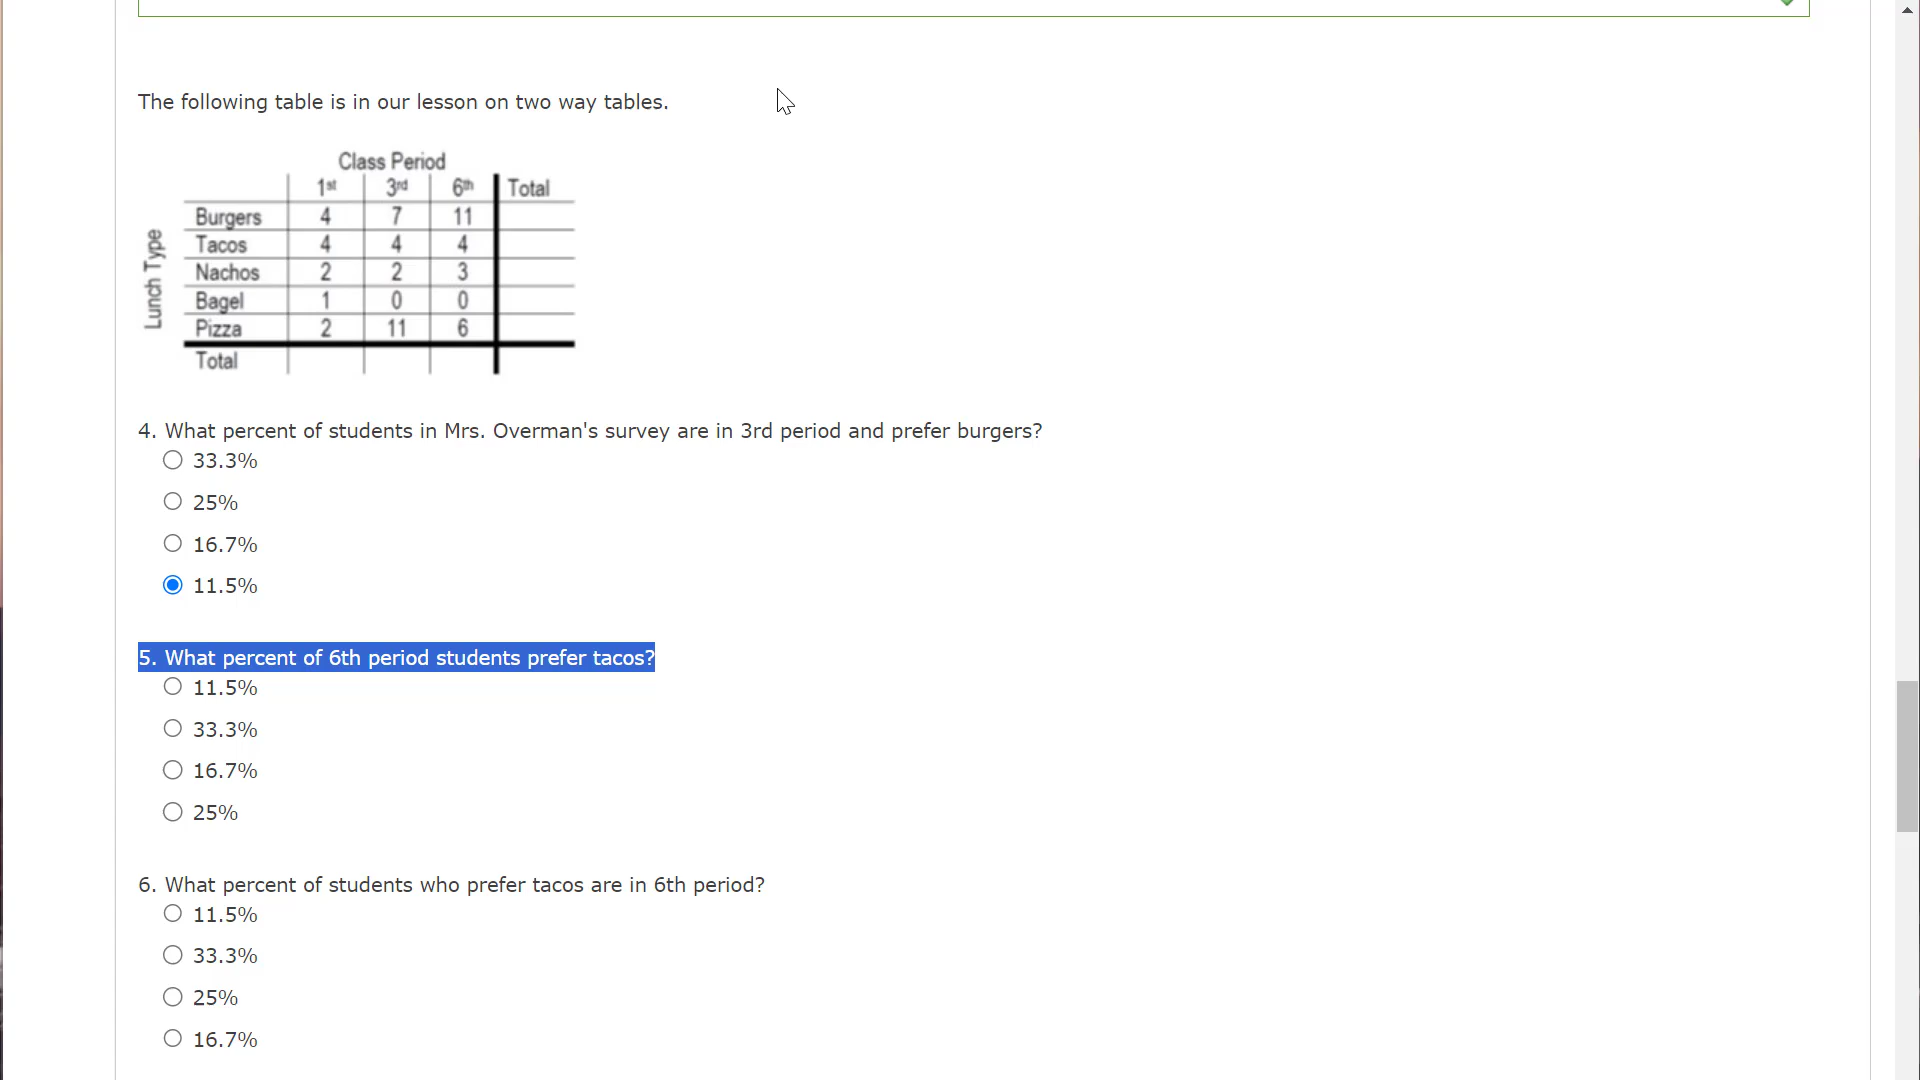 The following table is in our lesson on two way tables.
Class Period
1st 3rd 6th Total
Lunch Type
Burgers 4 7 11
Tacos 4 4 4
Nachos 2 2 3
Bagel 1 0 0
Pizza 2 11 6
Total
4. What percent of students in Mrs. Overman's survey are in 3rd period and prefer burgers?
33.3%
25%
16.7%
11.5%
5. What percent of 6th period students prefer tacos?
11.5%
33.3%
16.7%
25%
6. What percent of students who prefer tacos are in 6th period?
11.5%
33.3%
25%
16.7%